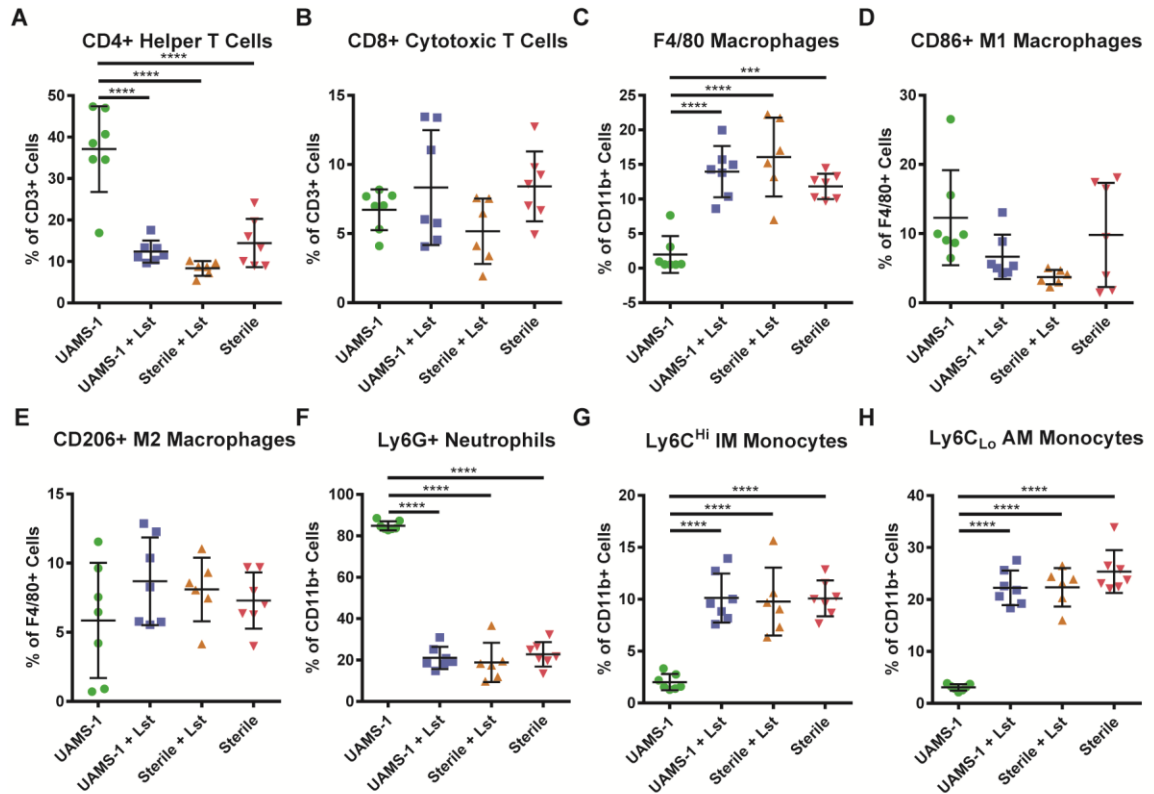 A
CD4+ Helper T Cells
****
****
****
% of CD3+ Cells
50
40
30
20
10
0
UAMS-1
UAMS-1 + Lst
Sterile + Lst
Sterile
B
CD8+ Cytotoxic T Cells
% of CD3+ Cells
15
10
5
0
UAMS-1
UAMS-1 + Lst
Sterile + Lst
Sterile
C
F4/80 Macrophages
***
****
****
% of CD11b+ Cells
25
20
15
10
5
0
-5
UAMS-1
UAMS-1 + Lst
Sterile + Lst
Sterile
D
CD86+ M1 Macrophages
% of F4/80+ Cells
30
20
10
0
UAMS-1
UAMS-1 + Lst
Sterile + Lst
Sterile
E
CD206+ M2 Macrophages
% of F4/80+ Cells
15
10
5
0
UAMS-1
UAMS-1 + Lst
Sterile + Lst
Sterile
F
Ly6G+ Neutrophils
****
****
****
% of CD11b+ Cells
100
80
60
40
20
0
UAMS-1
UAMS-1 + Lst
Sterile + Lst
Sterile
G
Ly6C^Hi IM Monocytes
****
****
****
% of CD11b+ Cells
20
15
10
5
0
UAMS-1
UAMS-1 + Lst
Sterile + Lst
Sterile
H
Ly6C_Lo AM Monocytes
****
****
****
% of CD11b+ Cells
40
30
20
10
0
UAMS-1
UAMS-1 + Lst
Sterile + Lst
Sterile